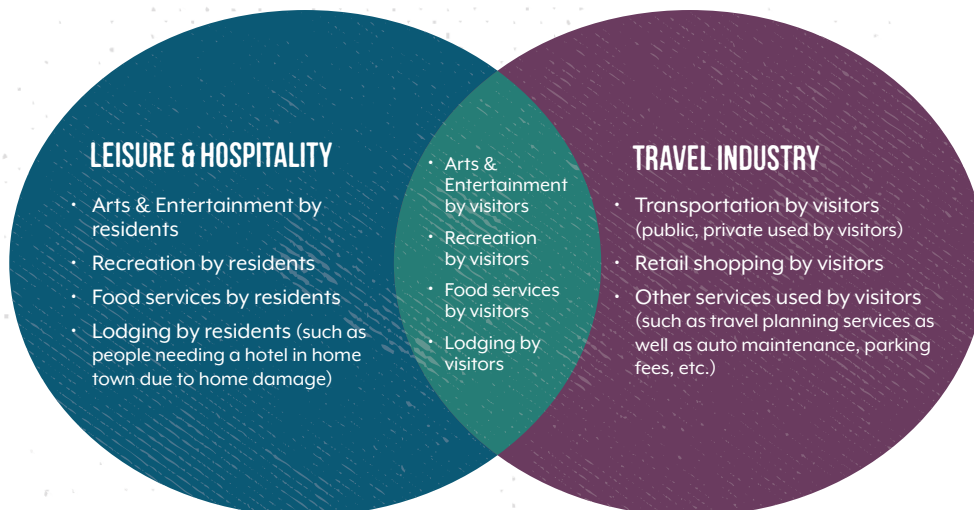 LEISURE & HOSPITALITY
· Arts & Entertainment by
residents
· Recreation by residents
· Food services by residents
· Lodging by residents (such as
people needing a hotel in home
town due to home damage)
· Arts &
Entertainment
by visitors
· Recreation
by visitors
· Food services
by visitors
· Lodging by
visitors
TRAVEL INDUSTRY
· Transportation by visitors
(public, private used by visitors)
· Retail shopping by visitors
· Other services used by visitors
(such as travel planning services as
well as auto maintenance, parking
fees, etc.)